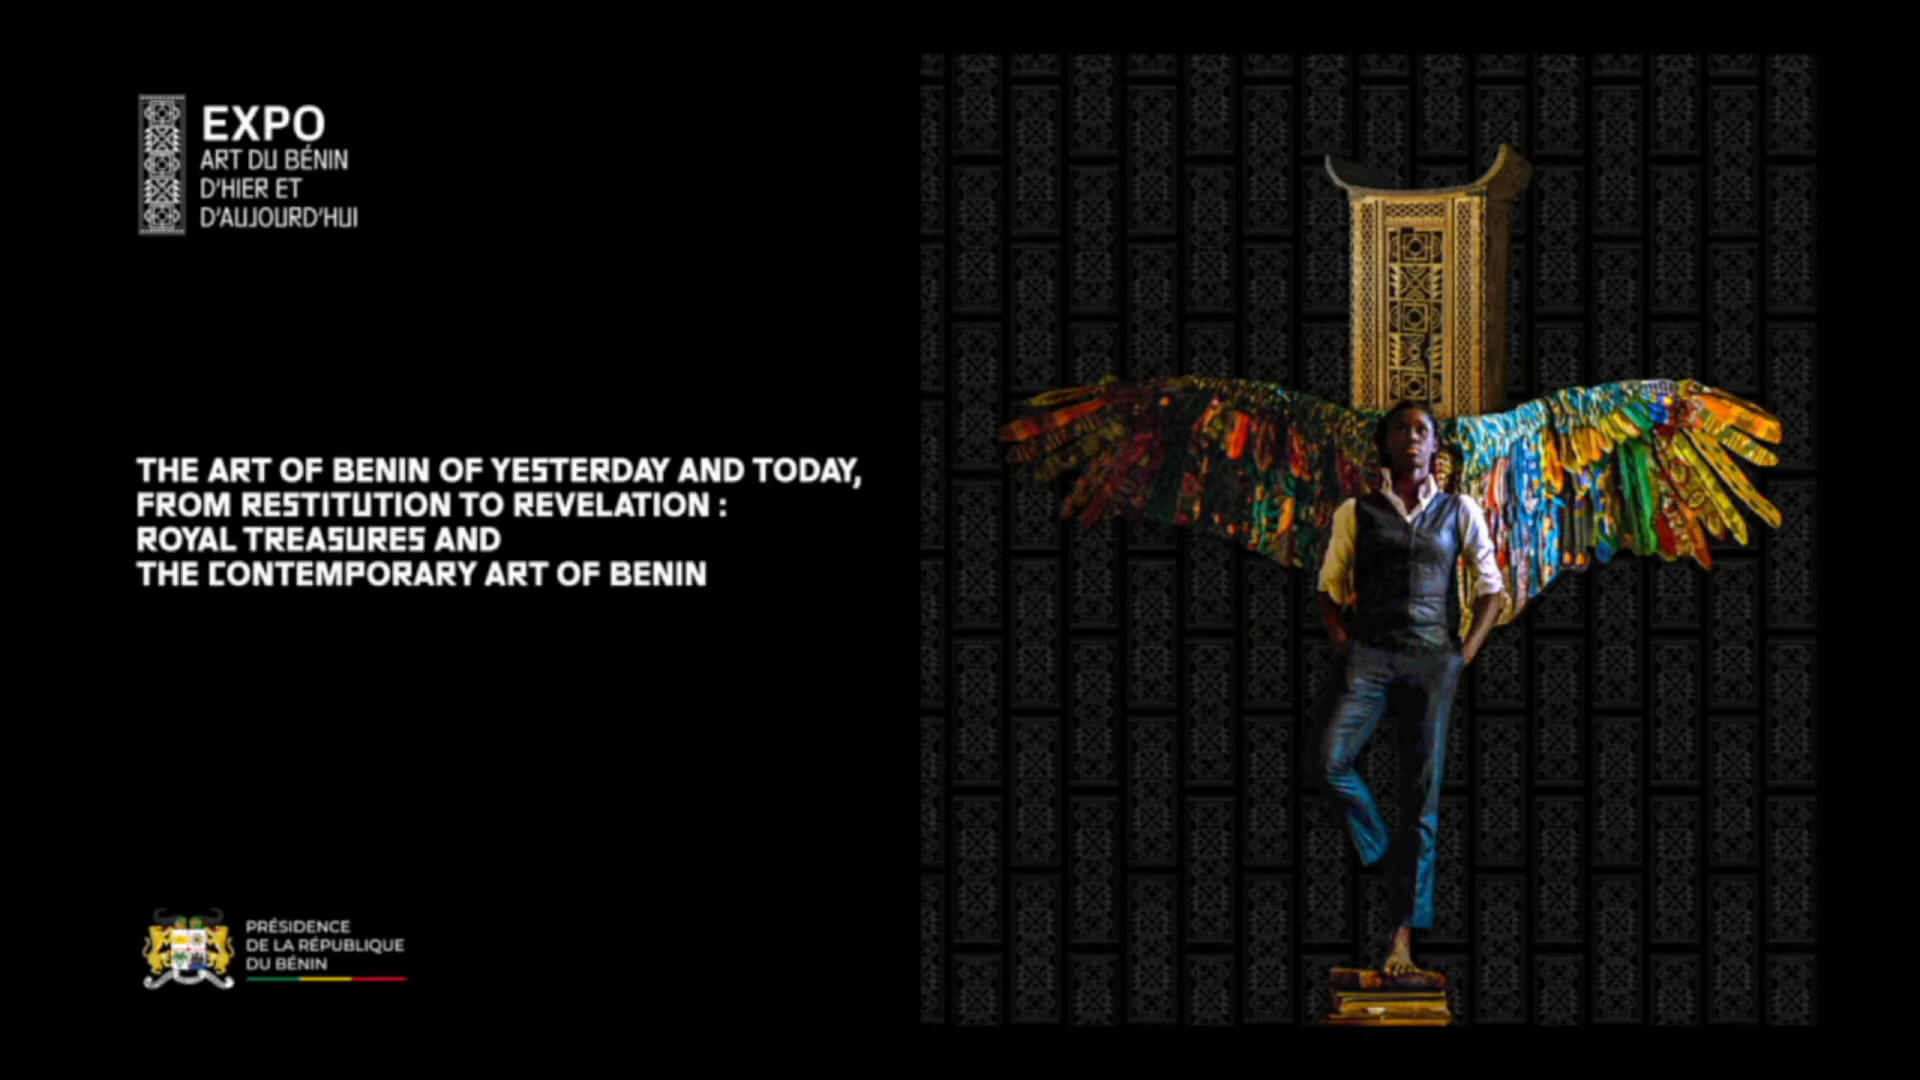 EXPO
ART DU BÉNIN
D'HIER ET
D'AUJOURD'HUI
THE ART OF BENIN OF YESTERDAY AND TODAY,
FROM RESTITUTION TO REVELATION :
ROYAL TREASURES AND
THE CONTEMPORARY ART OF BENIN
PRÉSIDENCE
DE LA RÉPUBLIQUE
DU BÉNIN